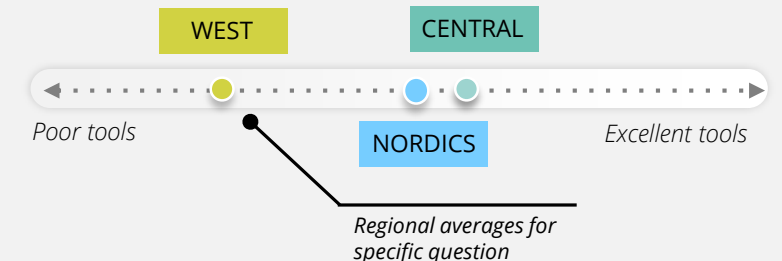 WEST
CENTRAL
Poor tools
NORDICS
Excellent tools
Regional averages for
specific question